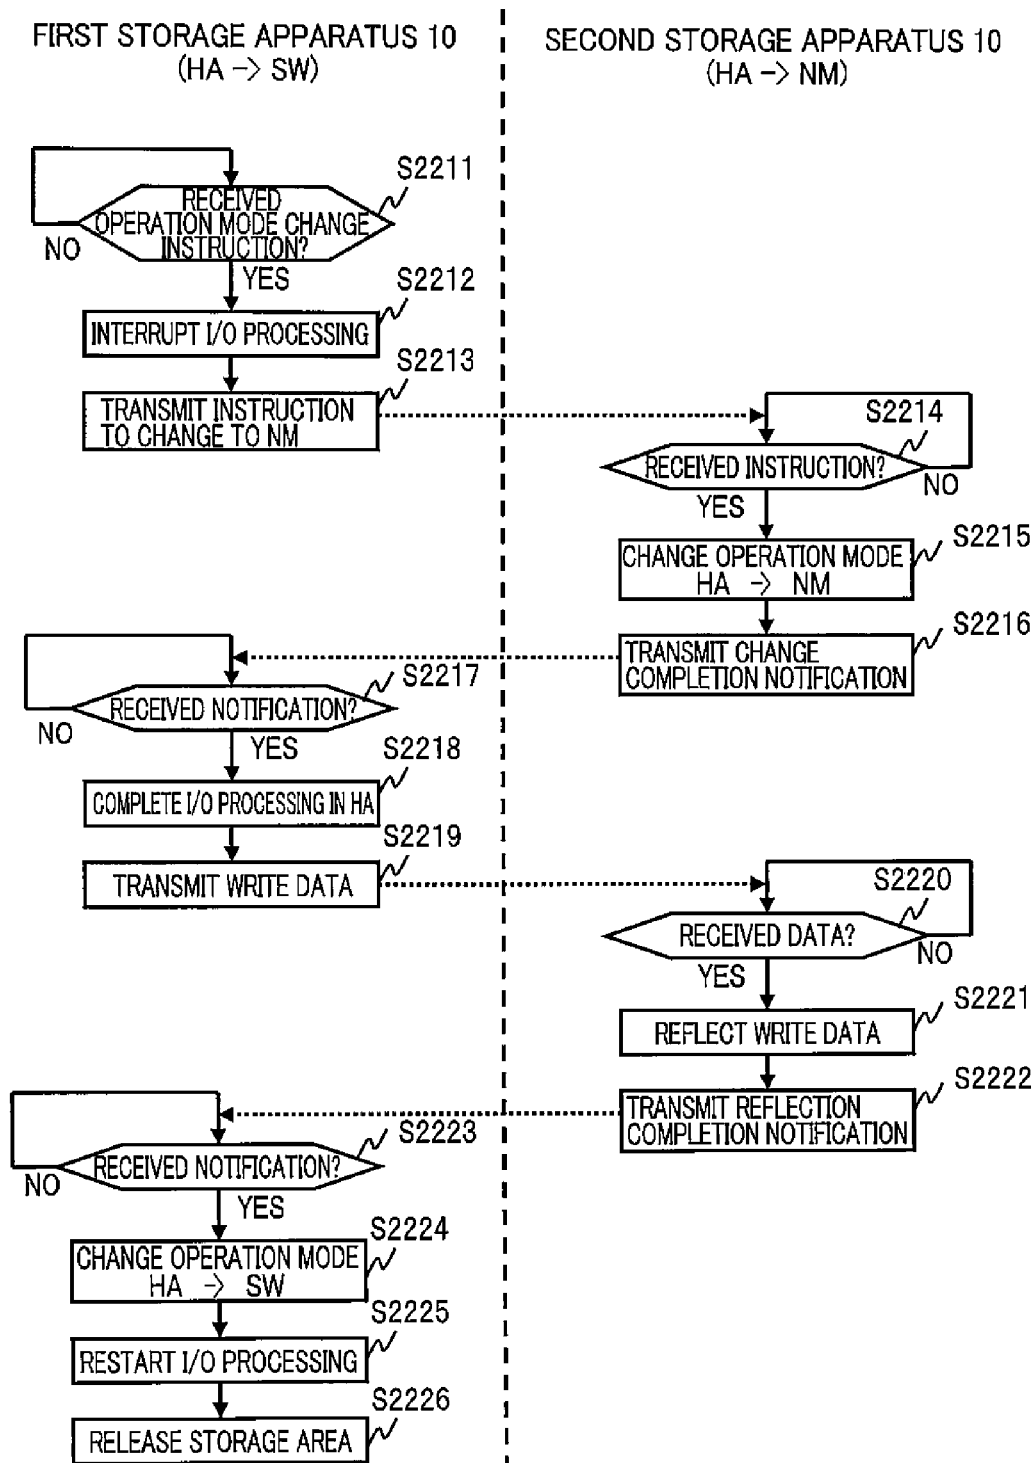 FIRST STORAGE APPARATUS 10
(HA -> SW)
SECOND STORAGE APPARATUS 10
(HA -> NM)
S2211
RECEIVED
OPERATION MODE CHANGE
INSTRUCTION?
NO
YES
S2212
INTERRUPT I/O PROCESSING
S2213
TRANSMIT INSTRUCTION
TO CHANGE TO NM
S2214
RECEIVED INSTRUCTION?
NO
YES
S2215
CHANGE OPERATION MODE
HA -> NM
S2216
TRANSMIT CHANGE
COMPLETION NOTIFICATION
S2217
RECEIVED NOTIFICATION?
NO
YES
S2218
COMPLETE I/O PROCESSING IN HA
S2219
TRANSMIT WRITE DATA
S2220
RECEIVED DATA?
NO
YES
S2221
REFLECT WRITE DATA
S2222
TRANSMIT REFLECTION
COMPLETION NOTIFICATION
S2223
RECEIVED NOTIFICATION?
NO
YES
S2224
CHANGE OPERATION MODE
HA -> SW
S2225
RESTART I/O PROCESSING
S2226
RELEASE STORAGE AREA